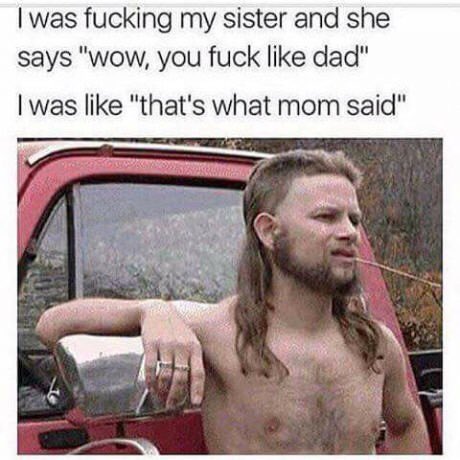 I was fucking my sister and she
says "wow, you fuck like dad"
I was like "that's what mom said"